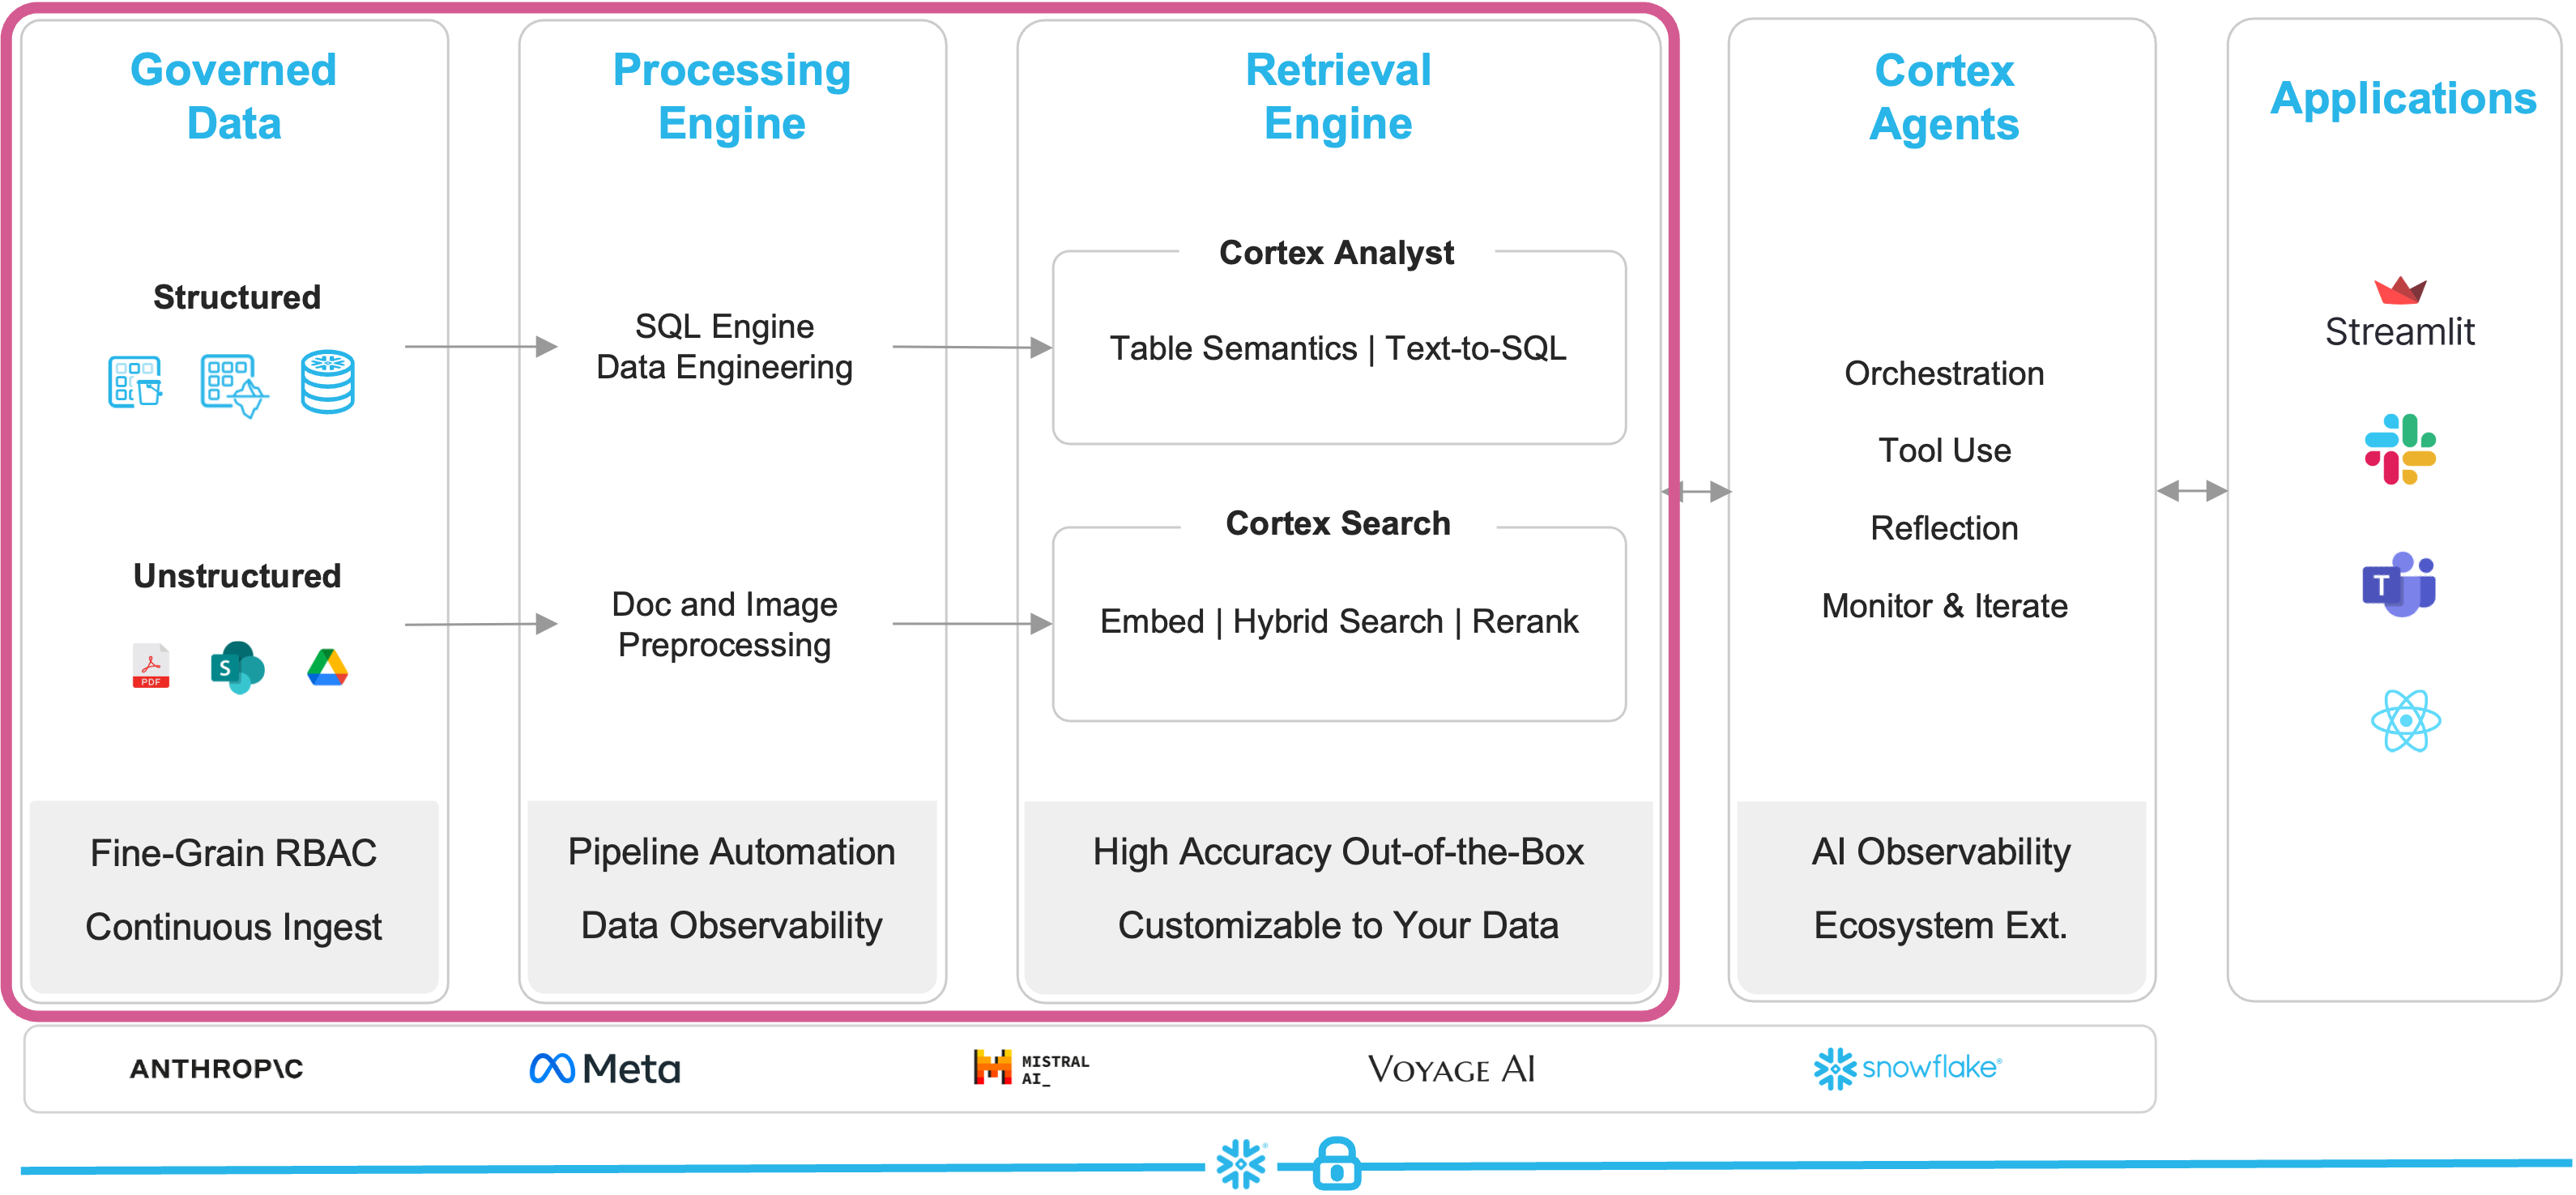 Governed
Data
Structured
Unstructured
PDF
S
Fine-Grain RBAC
Continuous Ingest
Processing
Engine
SQL Engine
Data Engineering
Doc and Image
Preprocessing
Pipeline Automation
Data Observability
Retrieval
Engine
Cortex Analyst
Table Semantics | Text-to-SQL
Cortex Search
Embed | Hybrid Search | Rerank
High Accuracy Out-of-the-Box
Customizable to Your Data
Cortex
Agents
Orchestration
Tool Use
Reflection
Monitor & Iterate
AI Observability
Ecosystem Ext.
Applications
Streamlit
T
ANTHROP\C
Meta
MISTRAL
AI_
VOYAGE AI
snowflake®